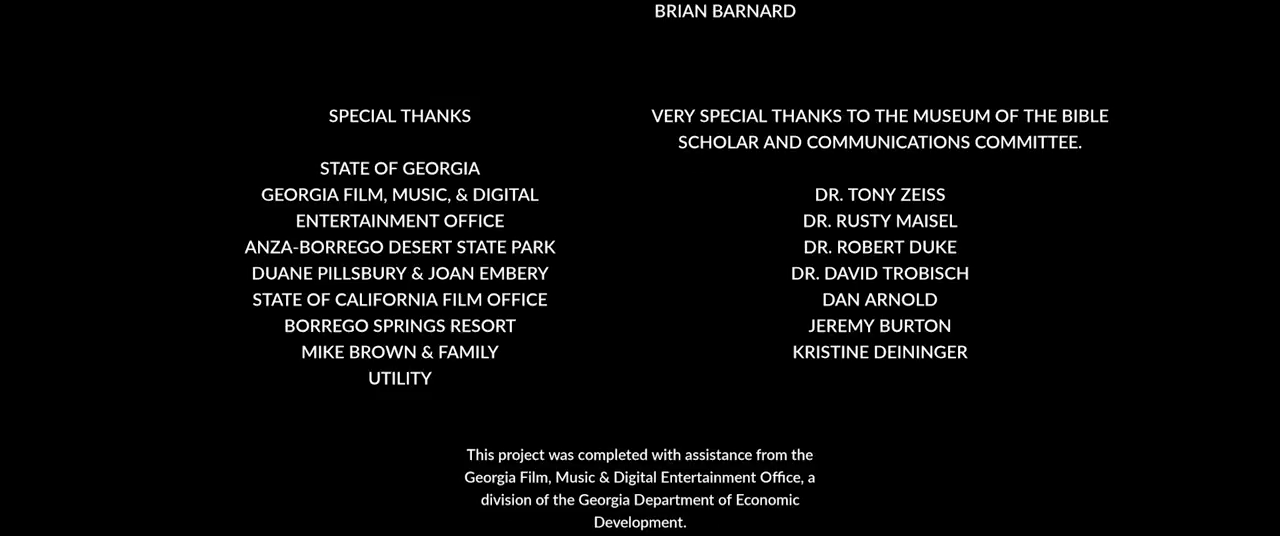 BRIAN BARNARD
SPECIAL THANKS
STATE OF GEORGIA
GEORGIA FILM, MUSIC, & DIGITAL
ENTERTAINMENT OFFICE
ANZA-BORREGO DESERT STATE PARK
DUANE PILLSBURY & JOAN EMBERY
STATE OF CALIFORNIA FILM OFFICE
BORREGO SPRINGS RESORT
MIKE BROWN & FAMILY
UTILITY
VERY SPECIAL THANKS TO THE MUSEUM OF THE BIBLE
SCHOLAR AND COMMUNICATIONS COMMITTEE.
DR. TONY ZEISS
DR. RUSTY MAISEL
DR. ROBERT DUKE
DR. DAVID TROBISCH
DAN ARNOLD
JEREMY BURTON
KRISTINE DEININGER
This project was completed with assistance from the
Georgia Film, Music & Digital Entertainment Office, a
division of the Georgia Department of Economic
Development.